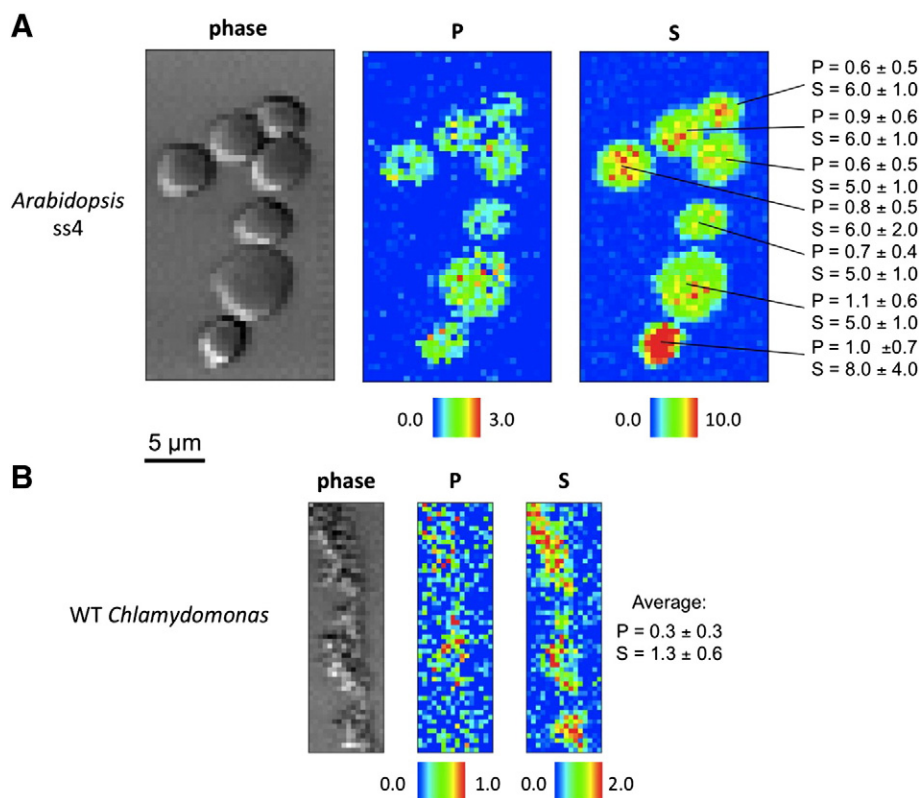 A
phase
P
S
Arabidopsis
ss4
P = 0.6 ± 0.5
S = 6.0 ± 1.0
P = 0.9 ± 0.6
S = 6.0 ± 1.0
P = 0.6 ± 0.5
S = 5.0 ± 1.0
P = 0.8 ± 0.5
S = 6.0 ± 2.0
P = 0.7 ± 0.4
S = 5.0 ± 1.0
P = 1.1 ± 0.6
S = 5.0 ± 1.0
P = 1.0 ±0.7
S = 8.0 ± 4.0
0.0 3.0
0.0 10.0
5 µm
B
phase
P
S
WT Chlamydomonas
Average:
P = 0.3 ± 0.3
S = 1.3 ± 0.6
0.0 1.0
0.0 2.0